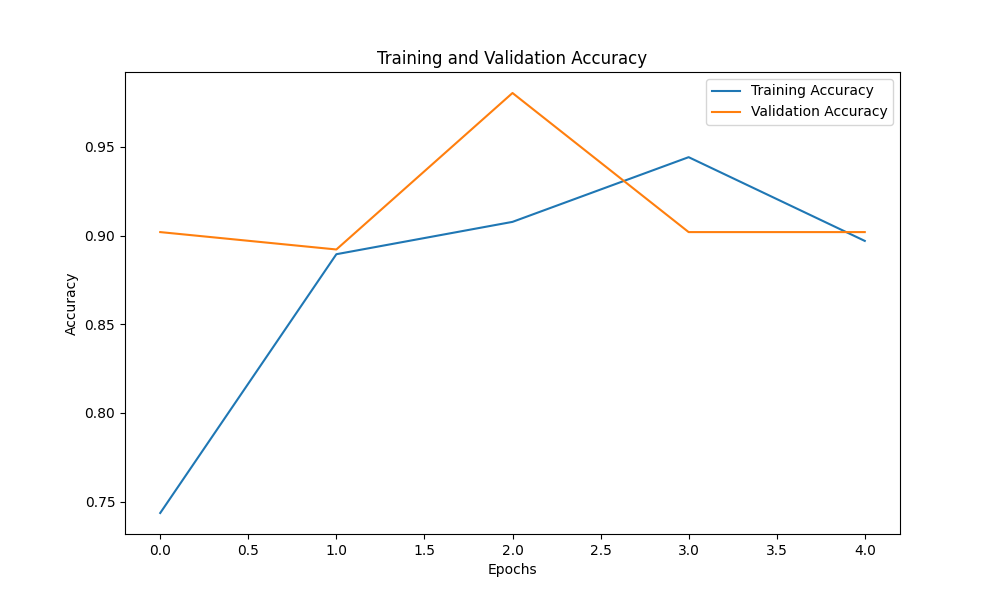 Training and Validation Accuracy
Training Accuracy
Validation Accuracy
Accuracy
0.95
0.90
0.85
0.80
0.75
0.0 0.5 1.0 1.5 2.0 2.5 3.0 3.5 4.0
Epochs